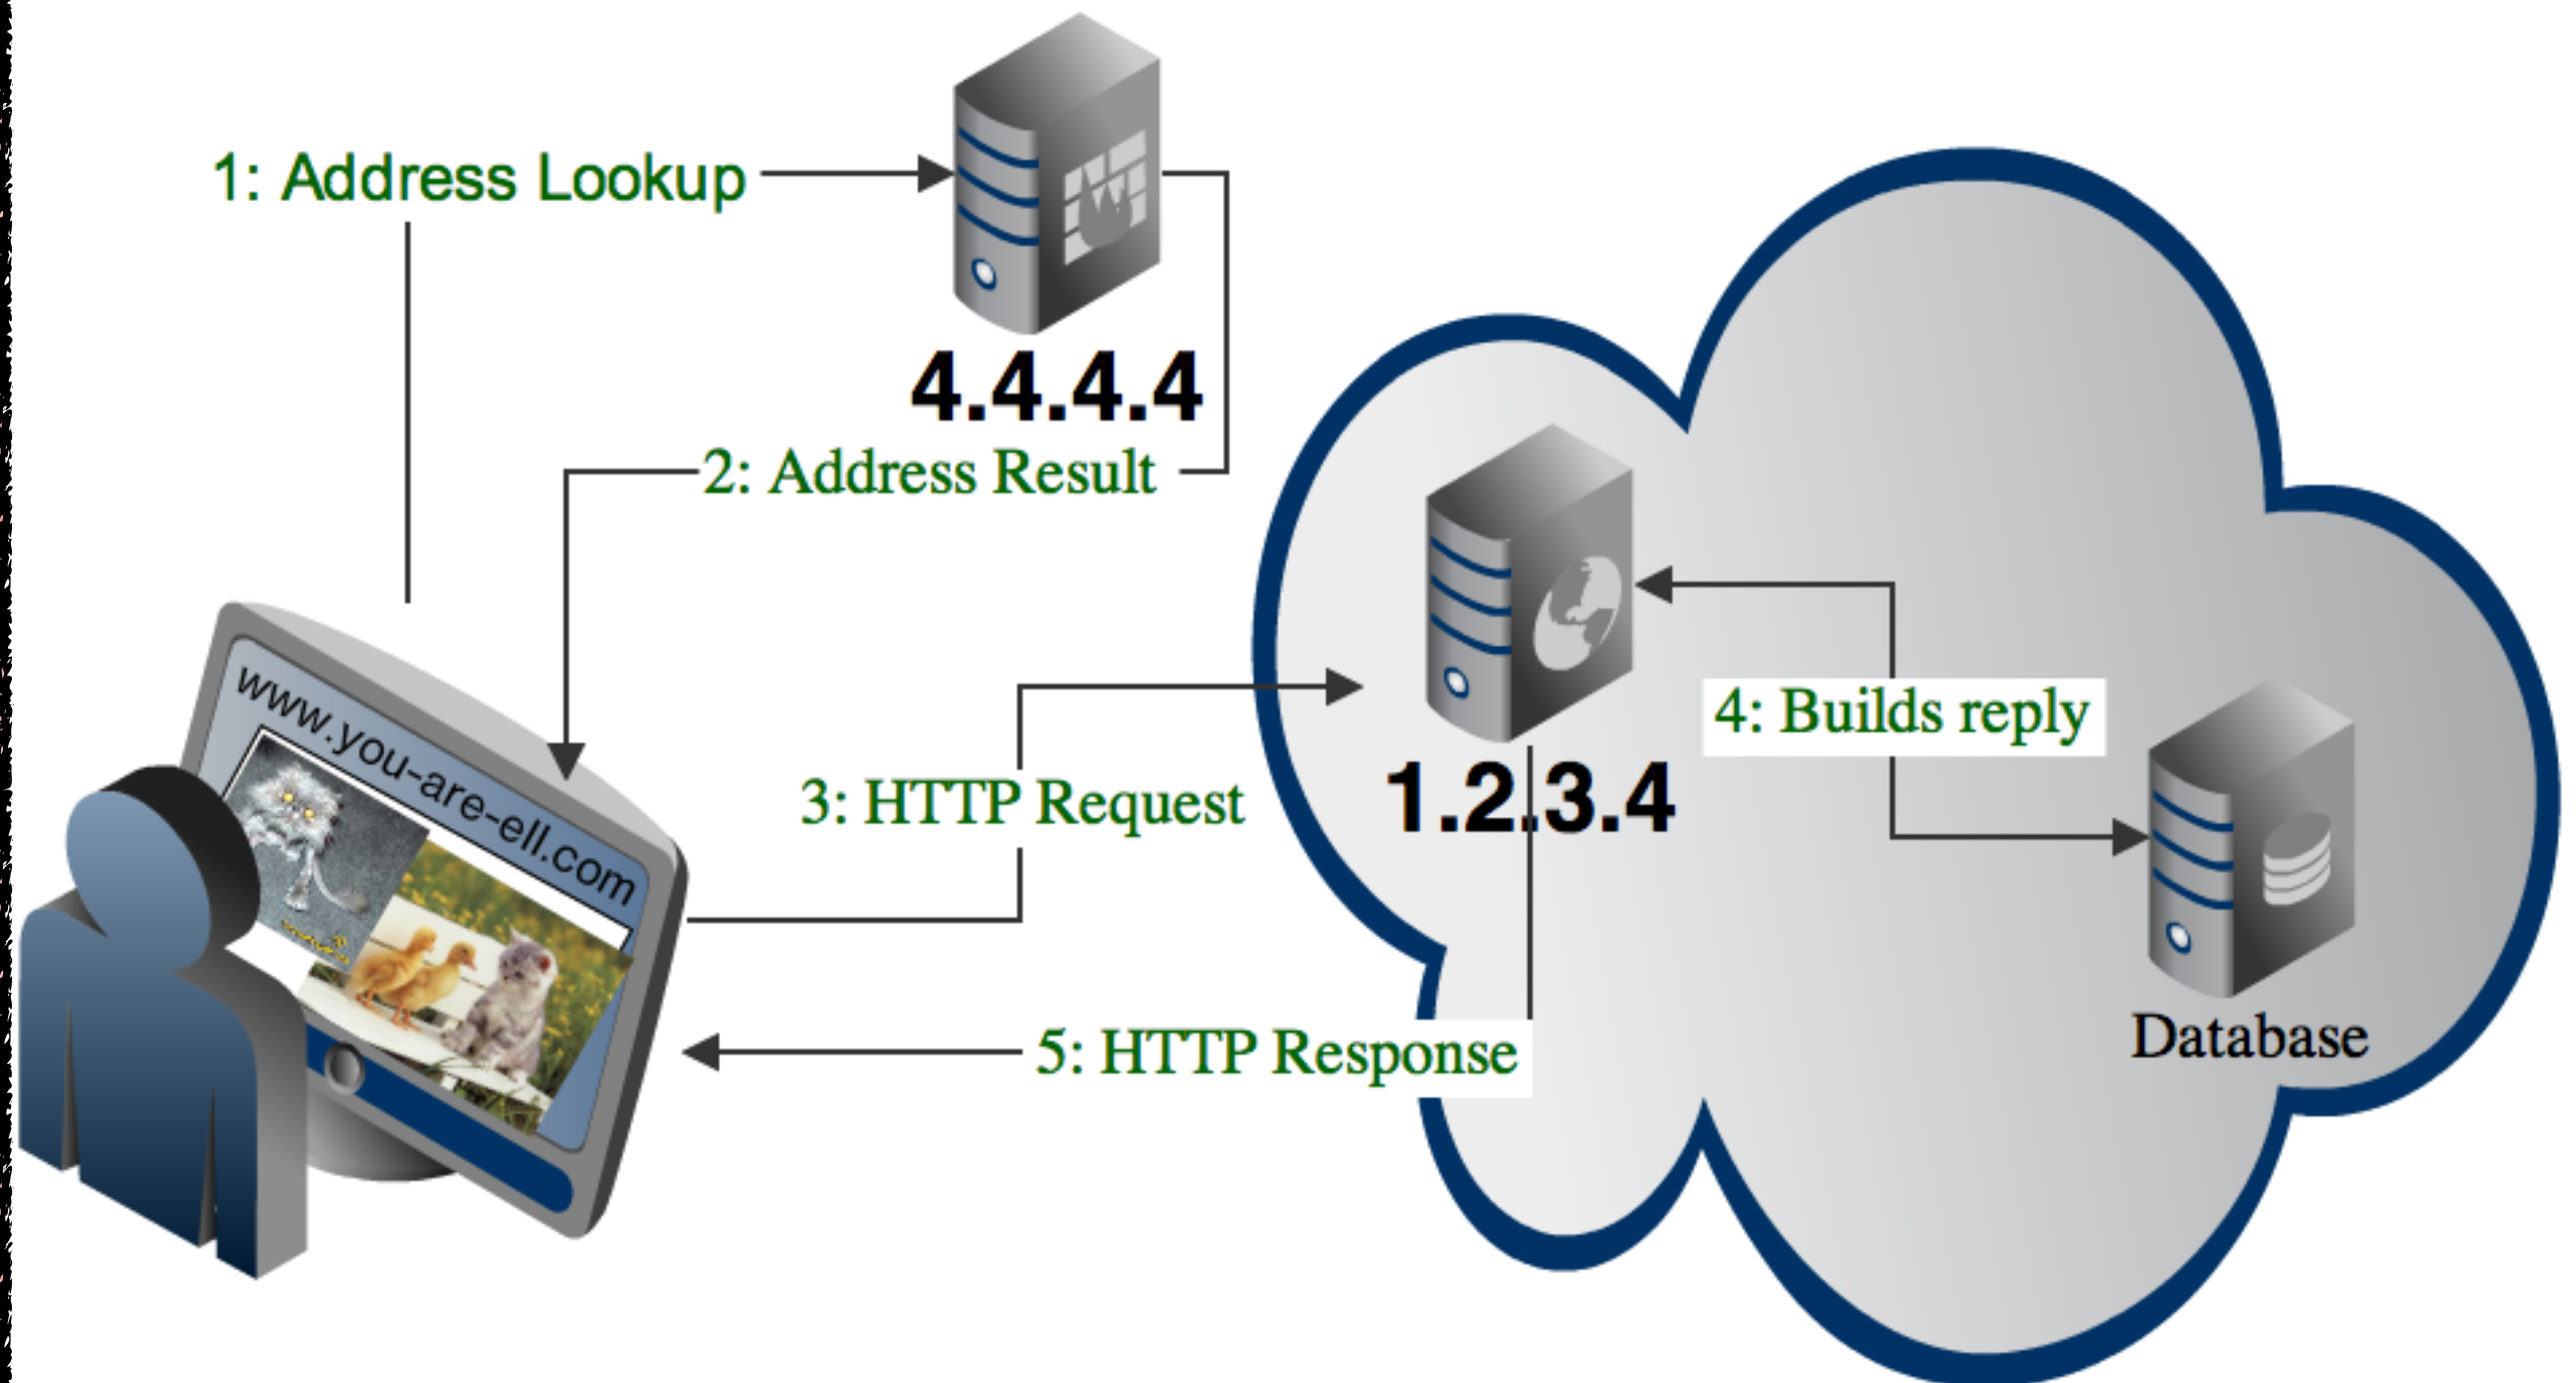 1: Address Lookup
4.4.4.4
2: Address Result
www.you-are-ell.com
3: HTTP Request
1.2.3.4
4: Builds reply
5: HTTP Response
Database